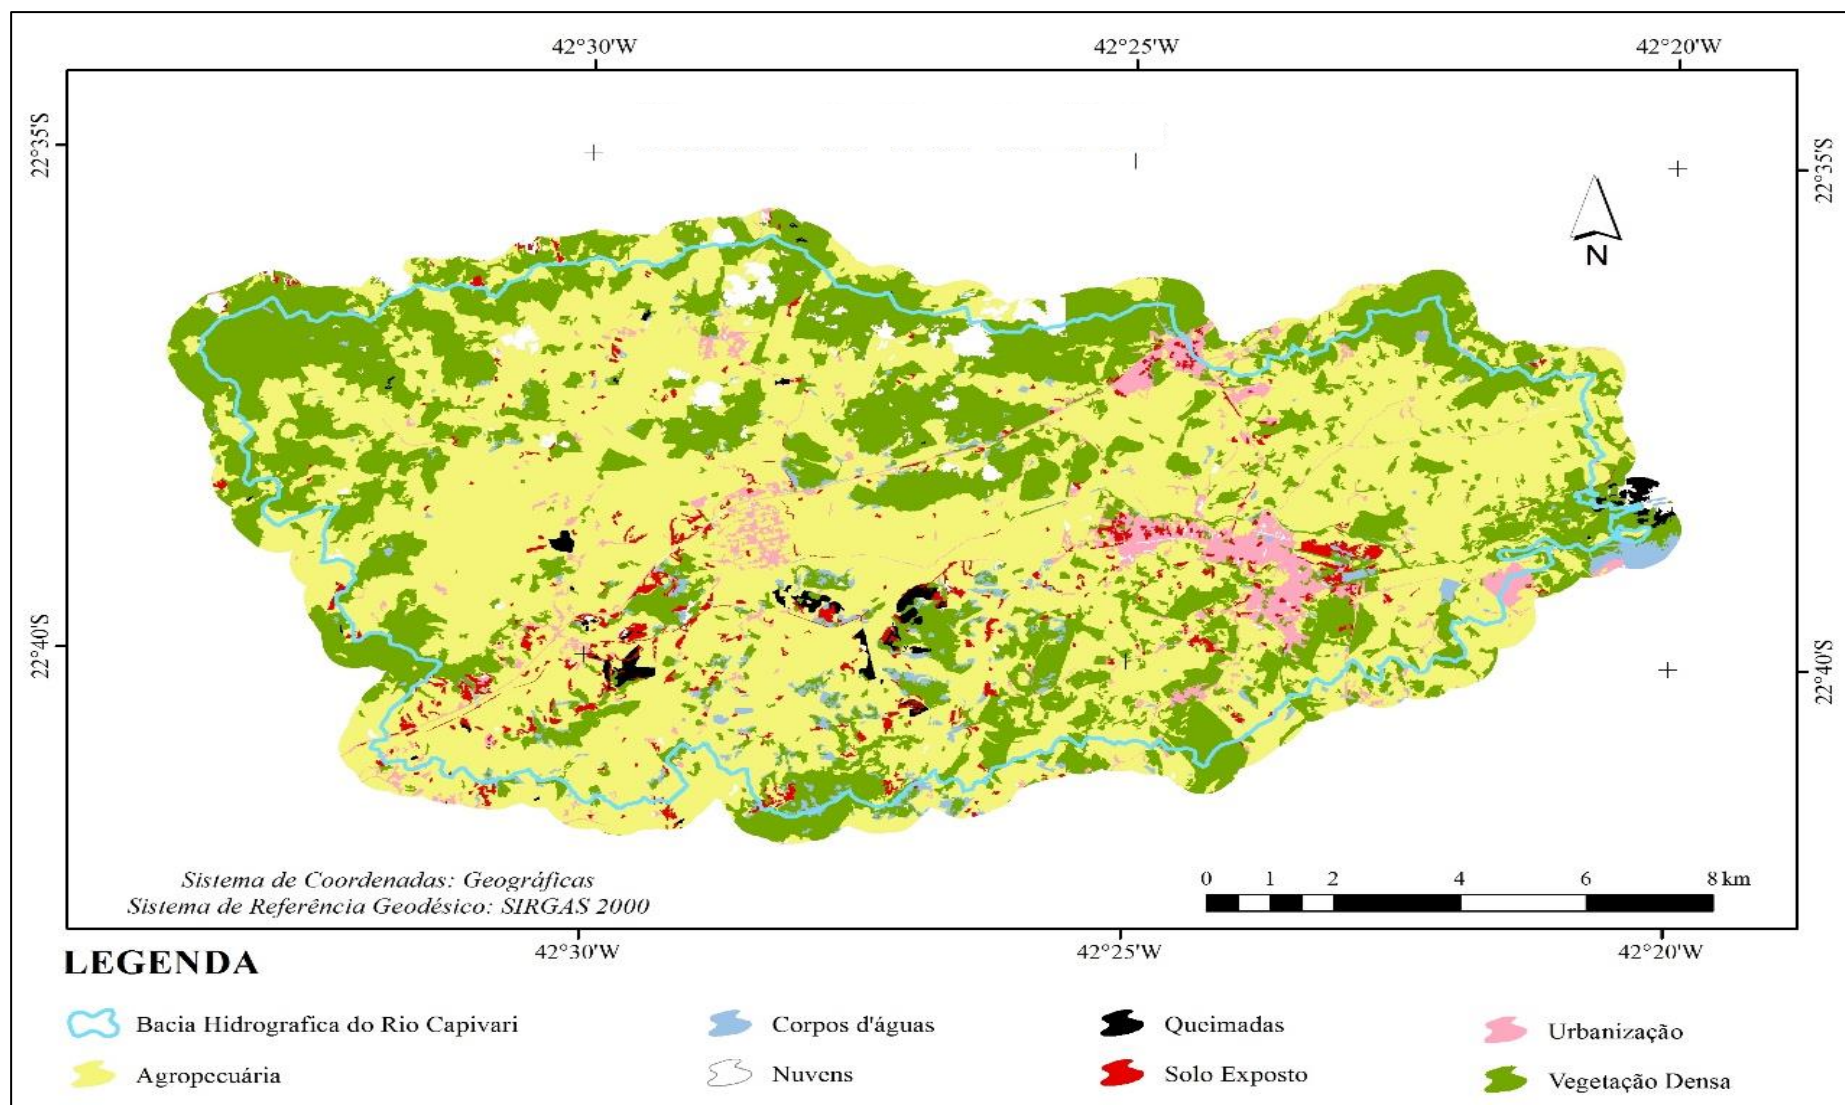 42°30'W 42°25'W 42°20'W
22°35'S
22°35'S
N
22°40'S
22°40'S
Sistema de Coordenadas: Geográficas
Sistema de Referência Geodésico: SIRGAS 2000
0 1 2 4 6 8 km
42°30'W 42°25'W 42°20'W
LEGENDA
Bacia Hidrografica do Rio Capivari
Corpos d'águas
Queimadas
Urbanização
Agropecuária
Nuvens
Solo Exposto
Vegetação Densa